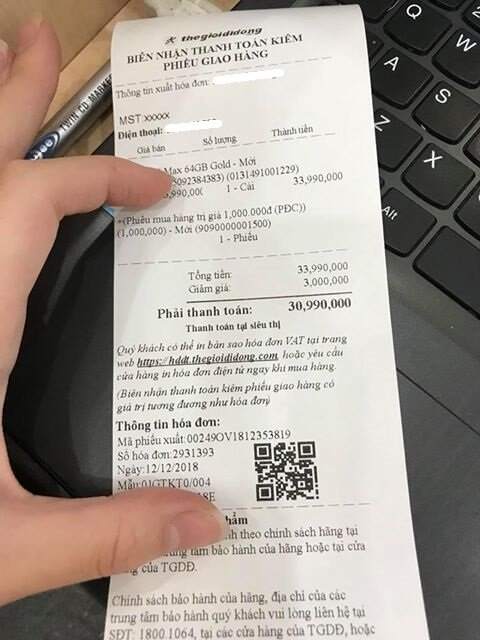 thegioididong
BIÊN NHẬN THANH TOÁN KIÊM
PHIẾU GIAO HÀNG
Thông tin xuất hóa đơn:
MST:xxxxx
Điện thoại:
Giá bán Số lượng Thành tiền
Max 64GB Gold - Mới
5092384383) (0131491001229)
990,000 1 - Cái 33,990,000
+(Phiếu mua hàng trị giá 1,000.000đ (PĐC))
(1,000,000) - Mới (9090000001500)
1 - Phiếu
Tổng tiền: 33,990,000
Giảm giá: 3,000,000
Phải thanh toán: 30,990,000
Thanh toán tại siêu thị
Quý khách có thể in bản sao hóa đơn VAT tại trang
web https://hddt.thegioididong.com, hoặc yêu cầu
cửa hàng in hóa đơn điện tử ngay khi mua hàng.
(Biên nhận thanh toán kiêm phiếu giao hàng có
giá trị tương đương như hóa đơn)
Thông tin hóa đơn:
Mã phiếu xuất:00249OV1812353819
Số hóa đơn:2931393
Ngày:12/12/2018
Mẫu:01GTKT0/004
18E
phẩm
theo chính sách hãng tại
trung tâm bảo hành của hãng hoặc tại cửa
của TGDĐ.
Chính sách bảo hành của hãng, địa chỉ của các
trung tâm bảo hành quý khách vui lòng liên hệ tại
SĐT: 1800.1064, tại các cửa hàng của TGDĐ, hoặc
TWIN CD MARKER
Q
W
A
S
Z
X
Alt